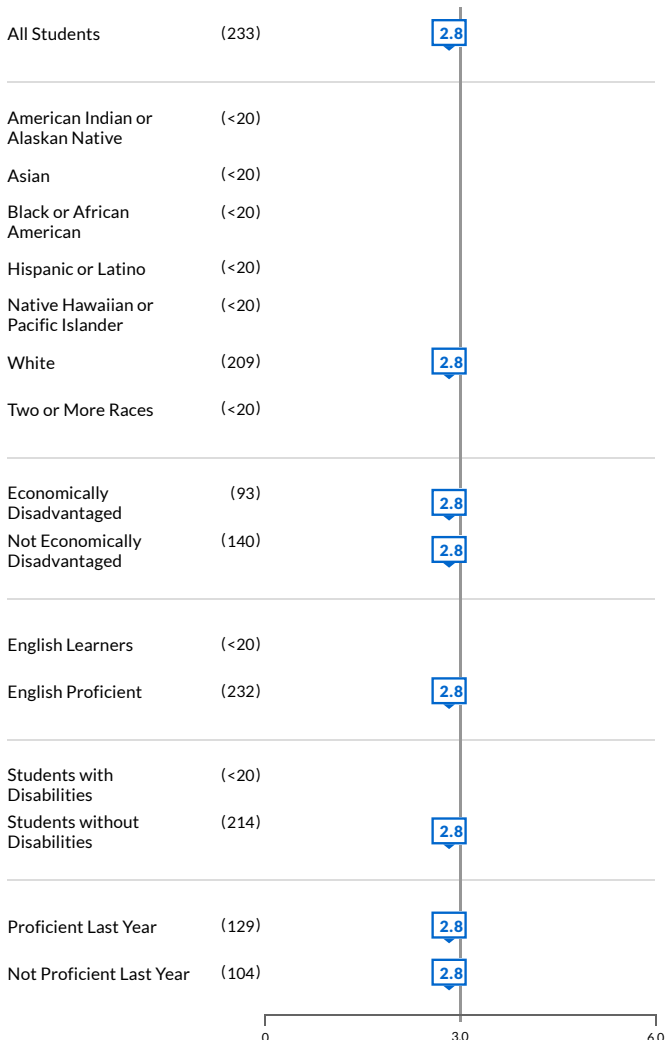 All Students (233) 2.8
American Indian or
Alaskan Native (<20)
Asian (<20)
Black or African
American (<20)
Hispanic or Latino (<20)
Native Hawaiian or
Pacific Islander (<20)
White (209) 2.8
Two or More Races (<20)
Economically
Disadvantaged (93) 2.8
Not Economically
Disadvantaged (140) 2.8
English Learners (<20)
English Proficient (232) 2.8
Students with
Disabilities (<20)
Students without
Disabilities (214) 2.8
Proficient Last Year (129) 2.8
Not Proficient Last Year (104) 2.8
0 3.0 6.0